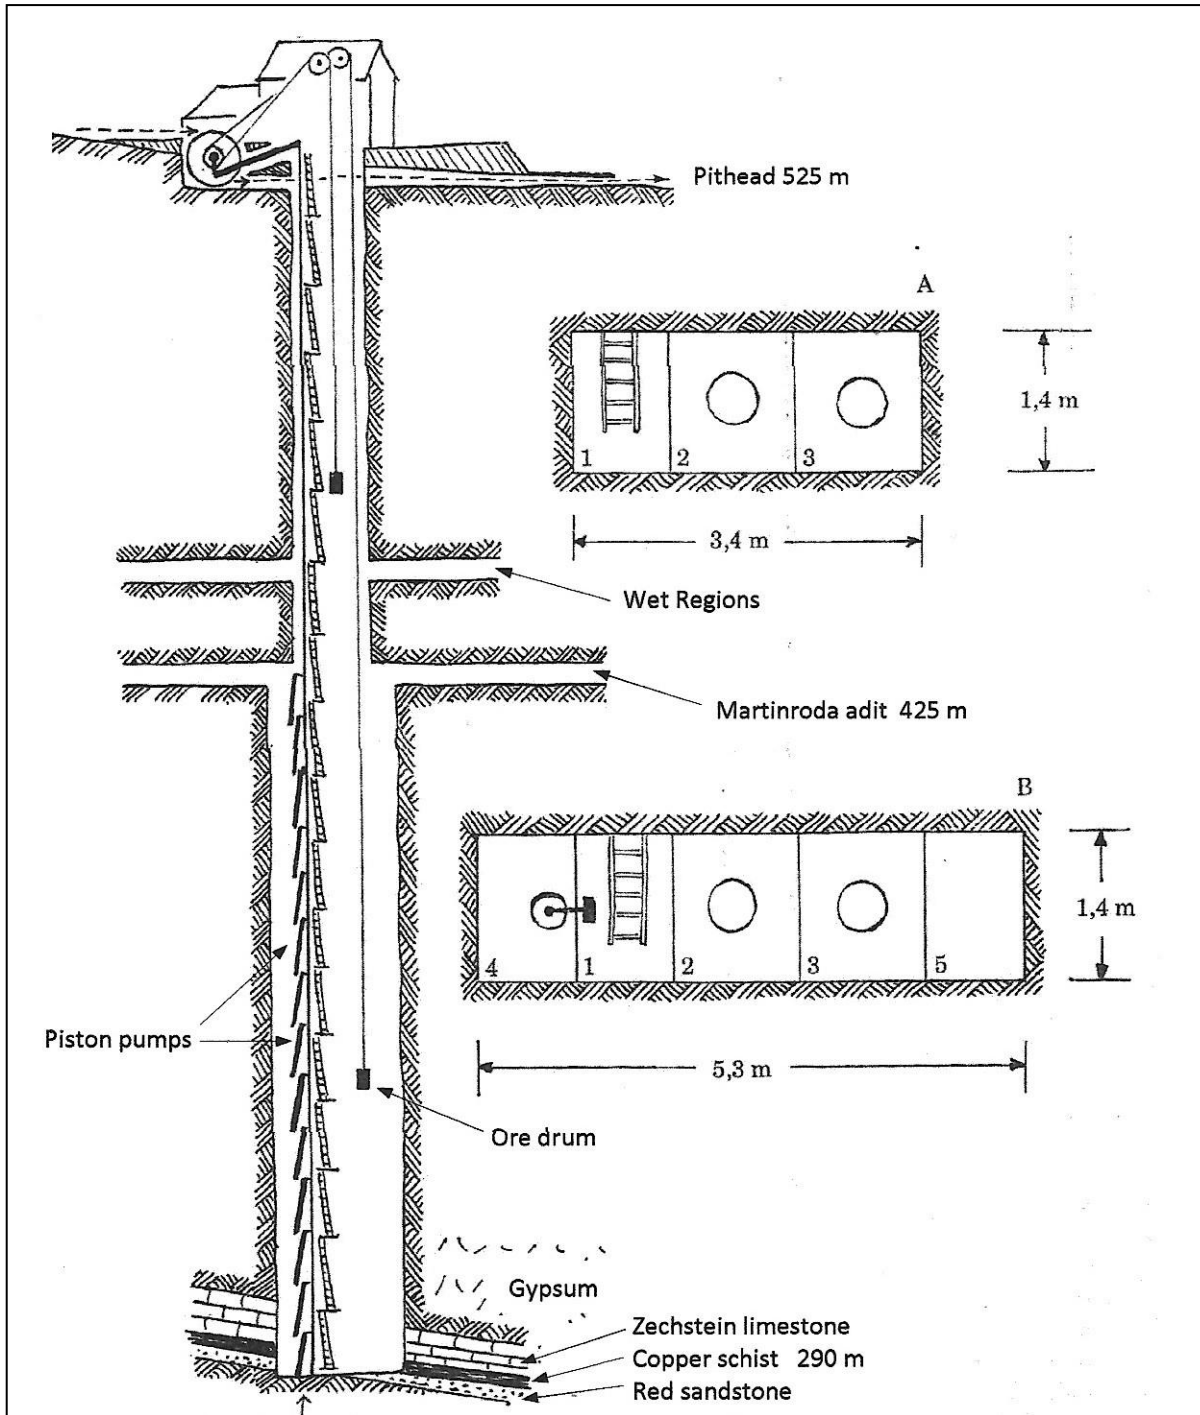 Pithead 525 m
A
1,4 m
1
2
3
3,4 m
Wet Regions
Martinroda adit 425 m
B
1,4 m
4
1
2
3
5
5,3 m
Piston pumps
Ore drum
Gypsum
Zechstein limestone
Copper schist 290 m
Red sandstone